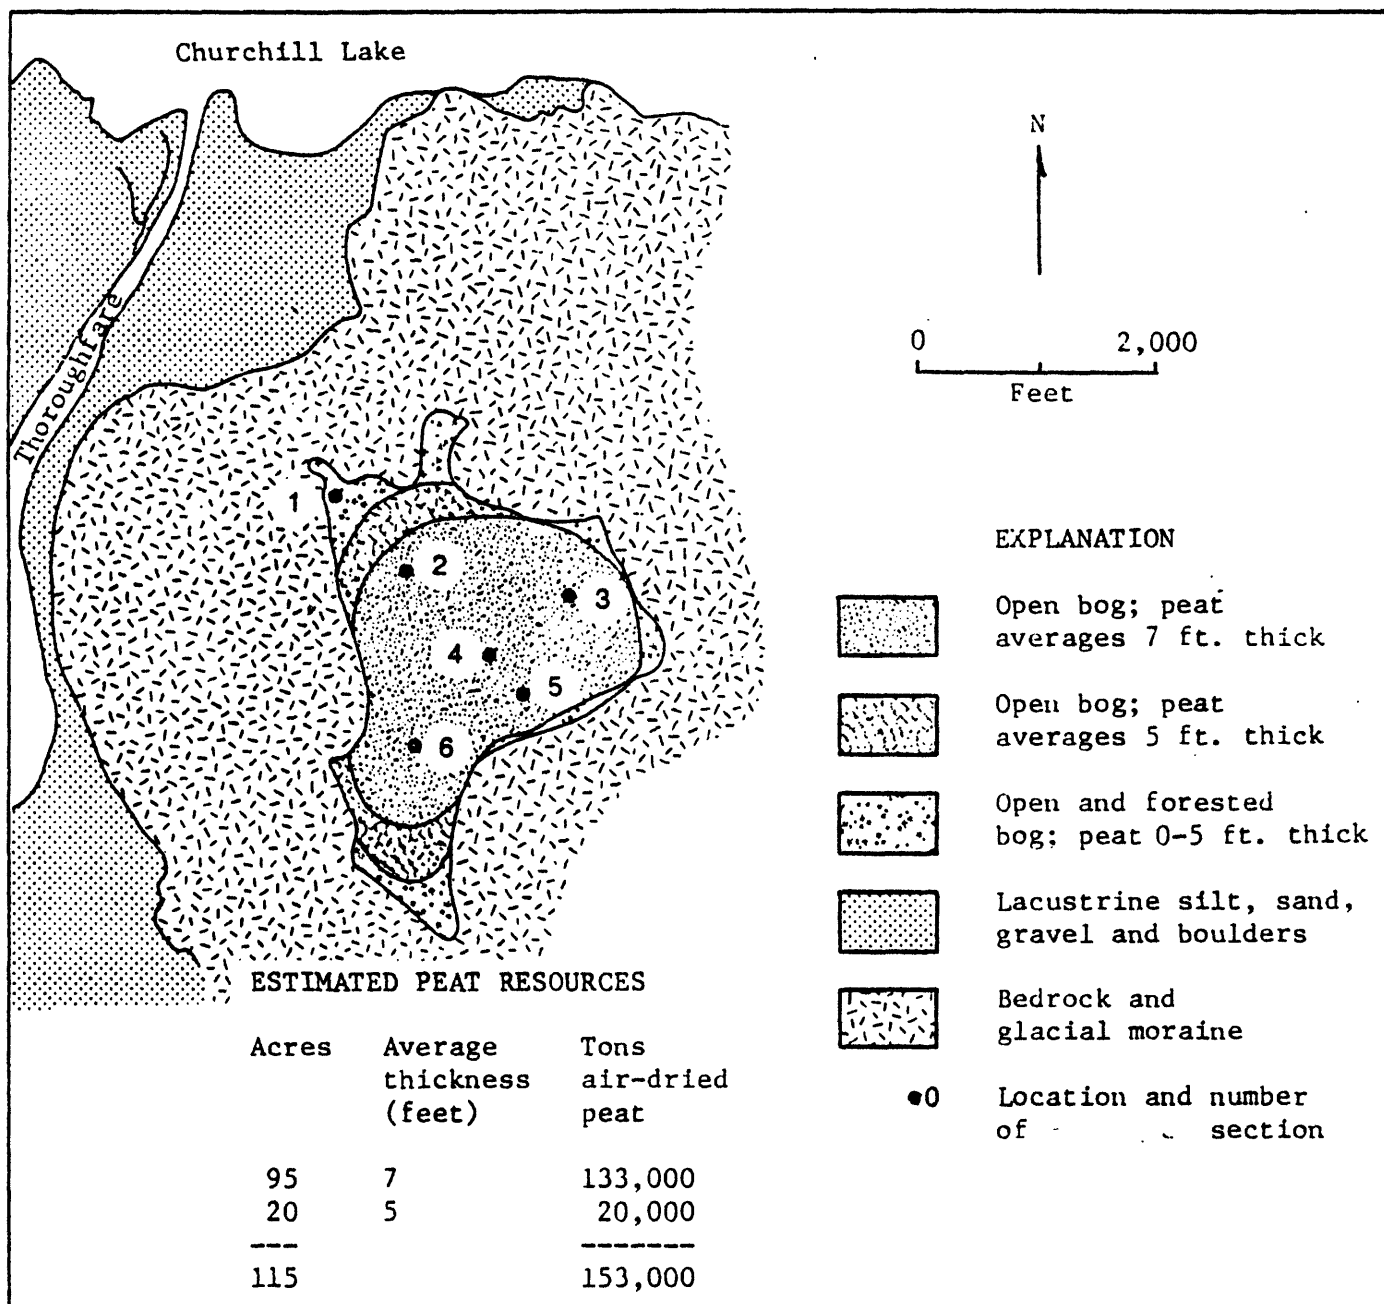 Churchill Lake
Thoroughfare
N
0 2,000
Feet
1
2
3
4
5
6
EXPLANATION
Open bog; peat
averages 7 ft. thick
Open bog; peat
averages 5 ft. thick
Open and forested
bog; peat 0-5 ft. thick
Lacustrine silt, sand,
gravel and boulders
Bedrock and
glacial moraine
0 Location and number
of section
ESTIMATED PEAT RESOURCES
Acres Average Tons
thickness air-dried
(feet) peat
95 7 133,000
20 5 20,000
--- -------
115 153,000